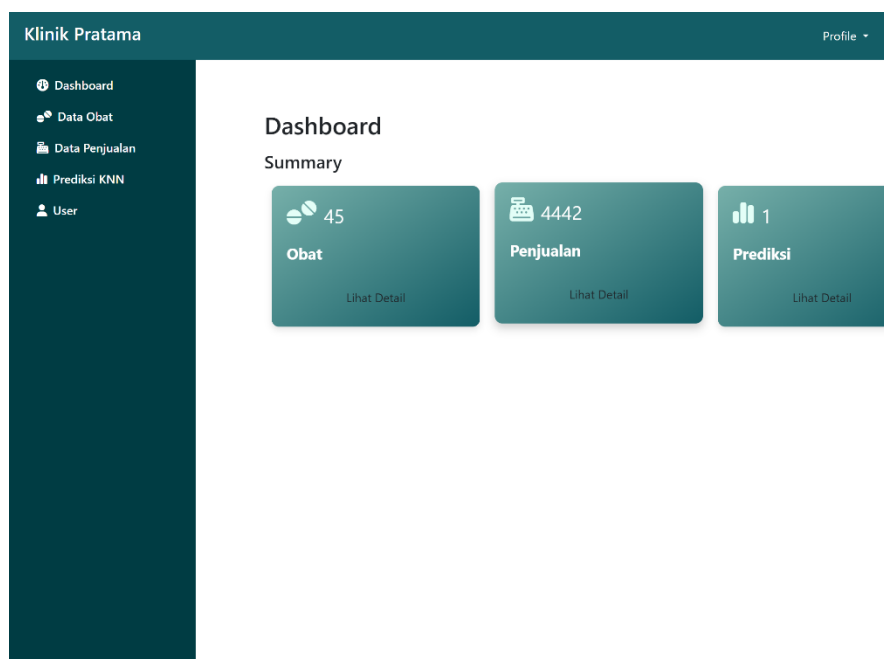 Klinik Pratama
Profile
Dashboard
Data Obat
Data Penjualan
Prediksi KNN
User
Dashboard
Summary
45
Obat
Lihat Detail
4442
Penjualan
Lihat Detail
1
Prediksi
Lihat Detail